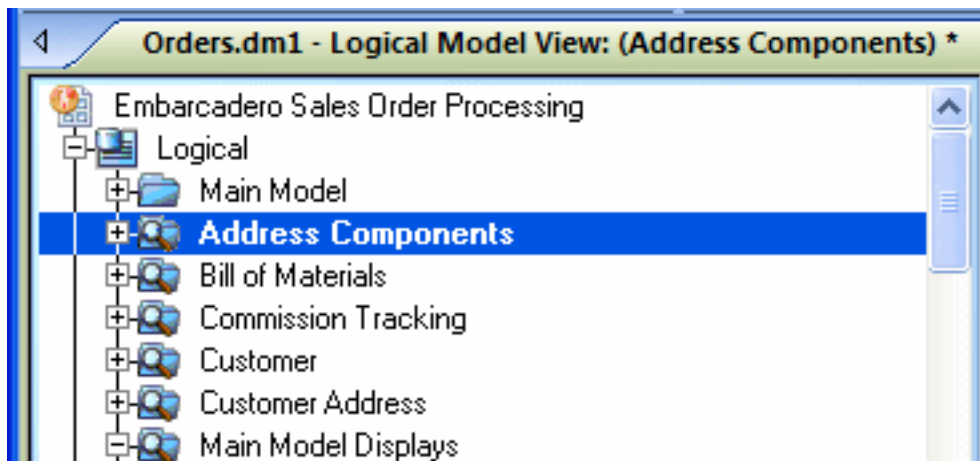 Orders.dm1 - Logical Model View: (Address Components) *
Embarcadero Sales Order Processing
Logical
Main Model
Address Components
Bill of Materials
Commission Tracking
Customer
Customer Address
Main Model Displays